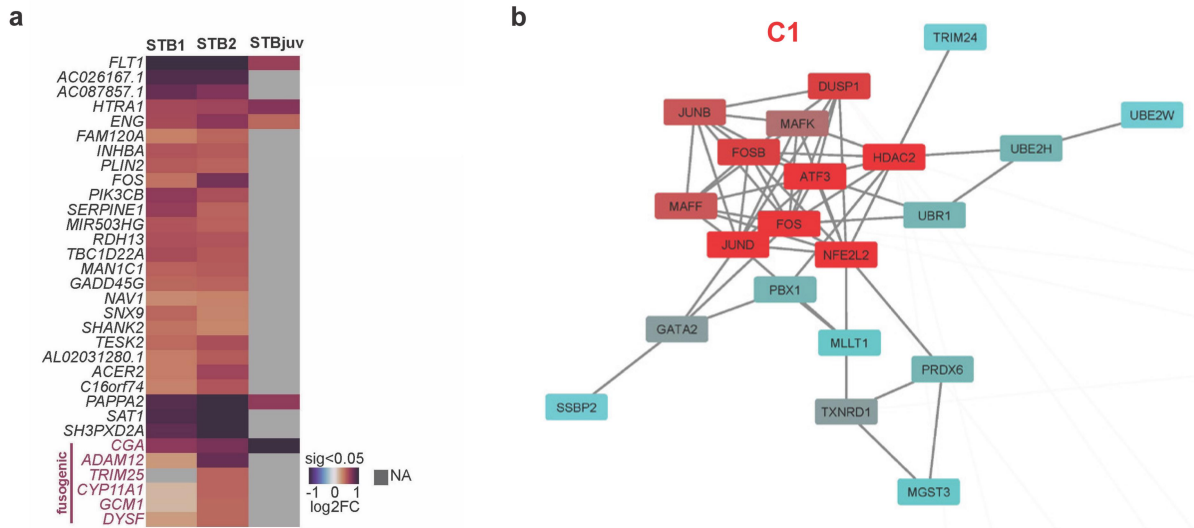 a
STB1 STB2 STBjuv
FLT1
AC026167.1
AC087857.1
HTRA1
ENG
FAM120A
INHBA
PLIN2
FOS
PIK3CB
SERPINE1
MIR503HG
RDH13
TBC1D22A
MAN1C1
GADD45G
NAV1
SNX9
SHANK2
TESK2
AL02031280.1
ACER2
C16orf74
PAPPA2
SAT1
SH3PXD2A
CGA
ADAM12
TRIM25
CYP11A1
GCM1
DYSF
fusogenic
sig<0.05
-1 0 1
log2FC
NA
b
C1
TRIM24
DUSP1
JUNB
MAFK
UBE2W
FOSB
HDAC2
UBE2H
ATF3
MAFF
FOS
UBR1
JUND
NFE2L2
PBX1
GATA2
MLLT1
PRDX6
SSBP2
TXNRD1
MGST3